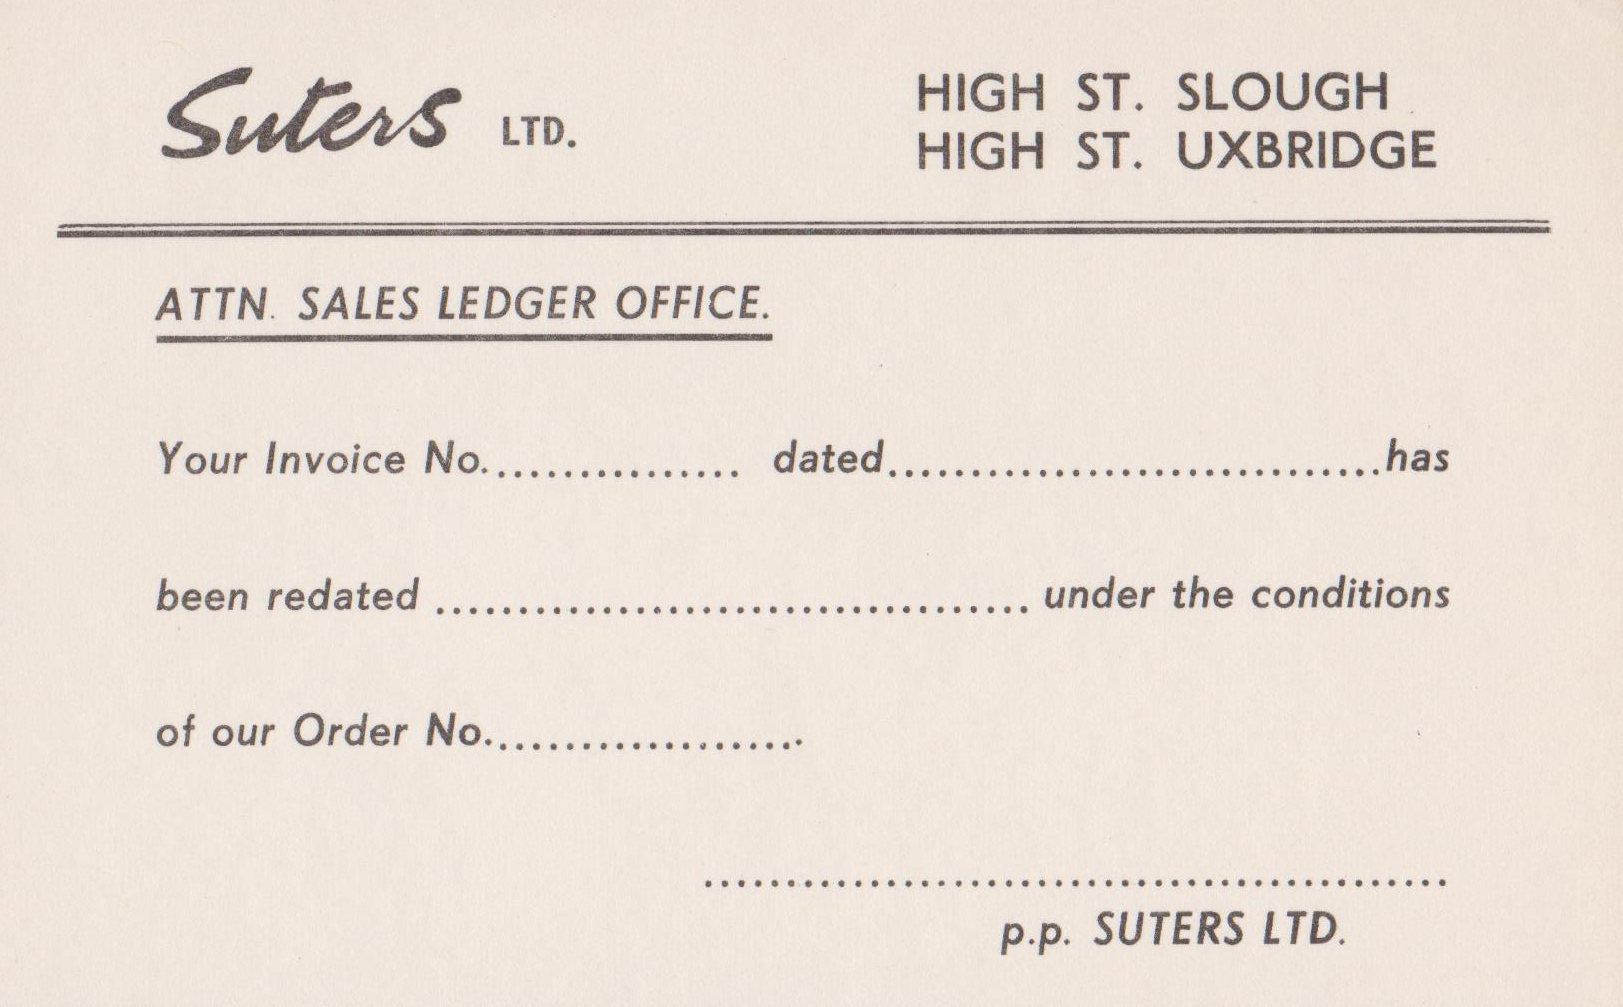 Suters LTD.
HIGH ST. SLOUGH
HIGH ST. UXBRIDGE
ATTN. SALES LEDGER OFFICE.
Your Invoice No................ dated..............................has
been redated .................................... under the conditions
of our Order No....................
.............................................
p.p. SUTERS LTD.